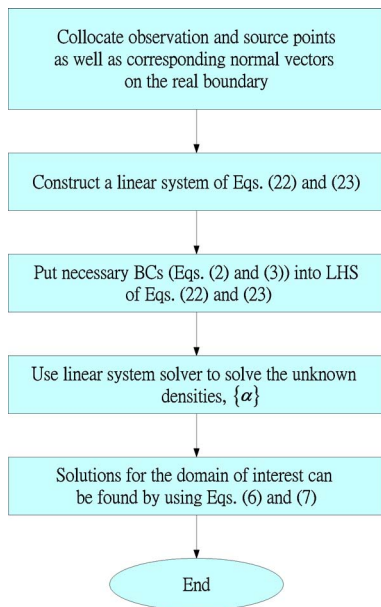 Collocate observation and source points
as well as corresponding normal vectors
on the real boundary
Construct a linear system of Eqs. (22) and (23)
Put necessary BCs (Eqs. (2) and (3)) into LHS
of Eqs. (22) and (23)
Use linear system solver to solve the unknown
densities, {α}
Solutions for the domain of interest can
be found by using Eqs. (6) and (7)
End